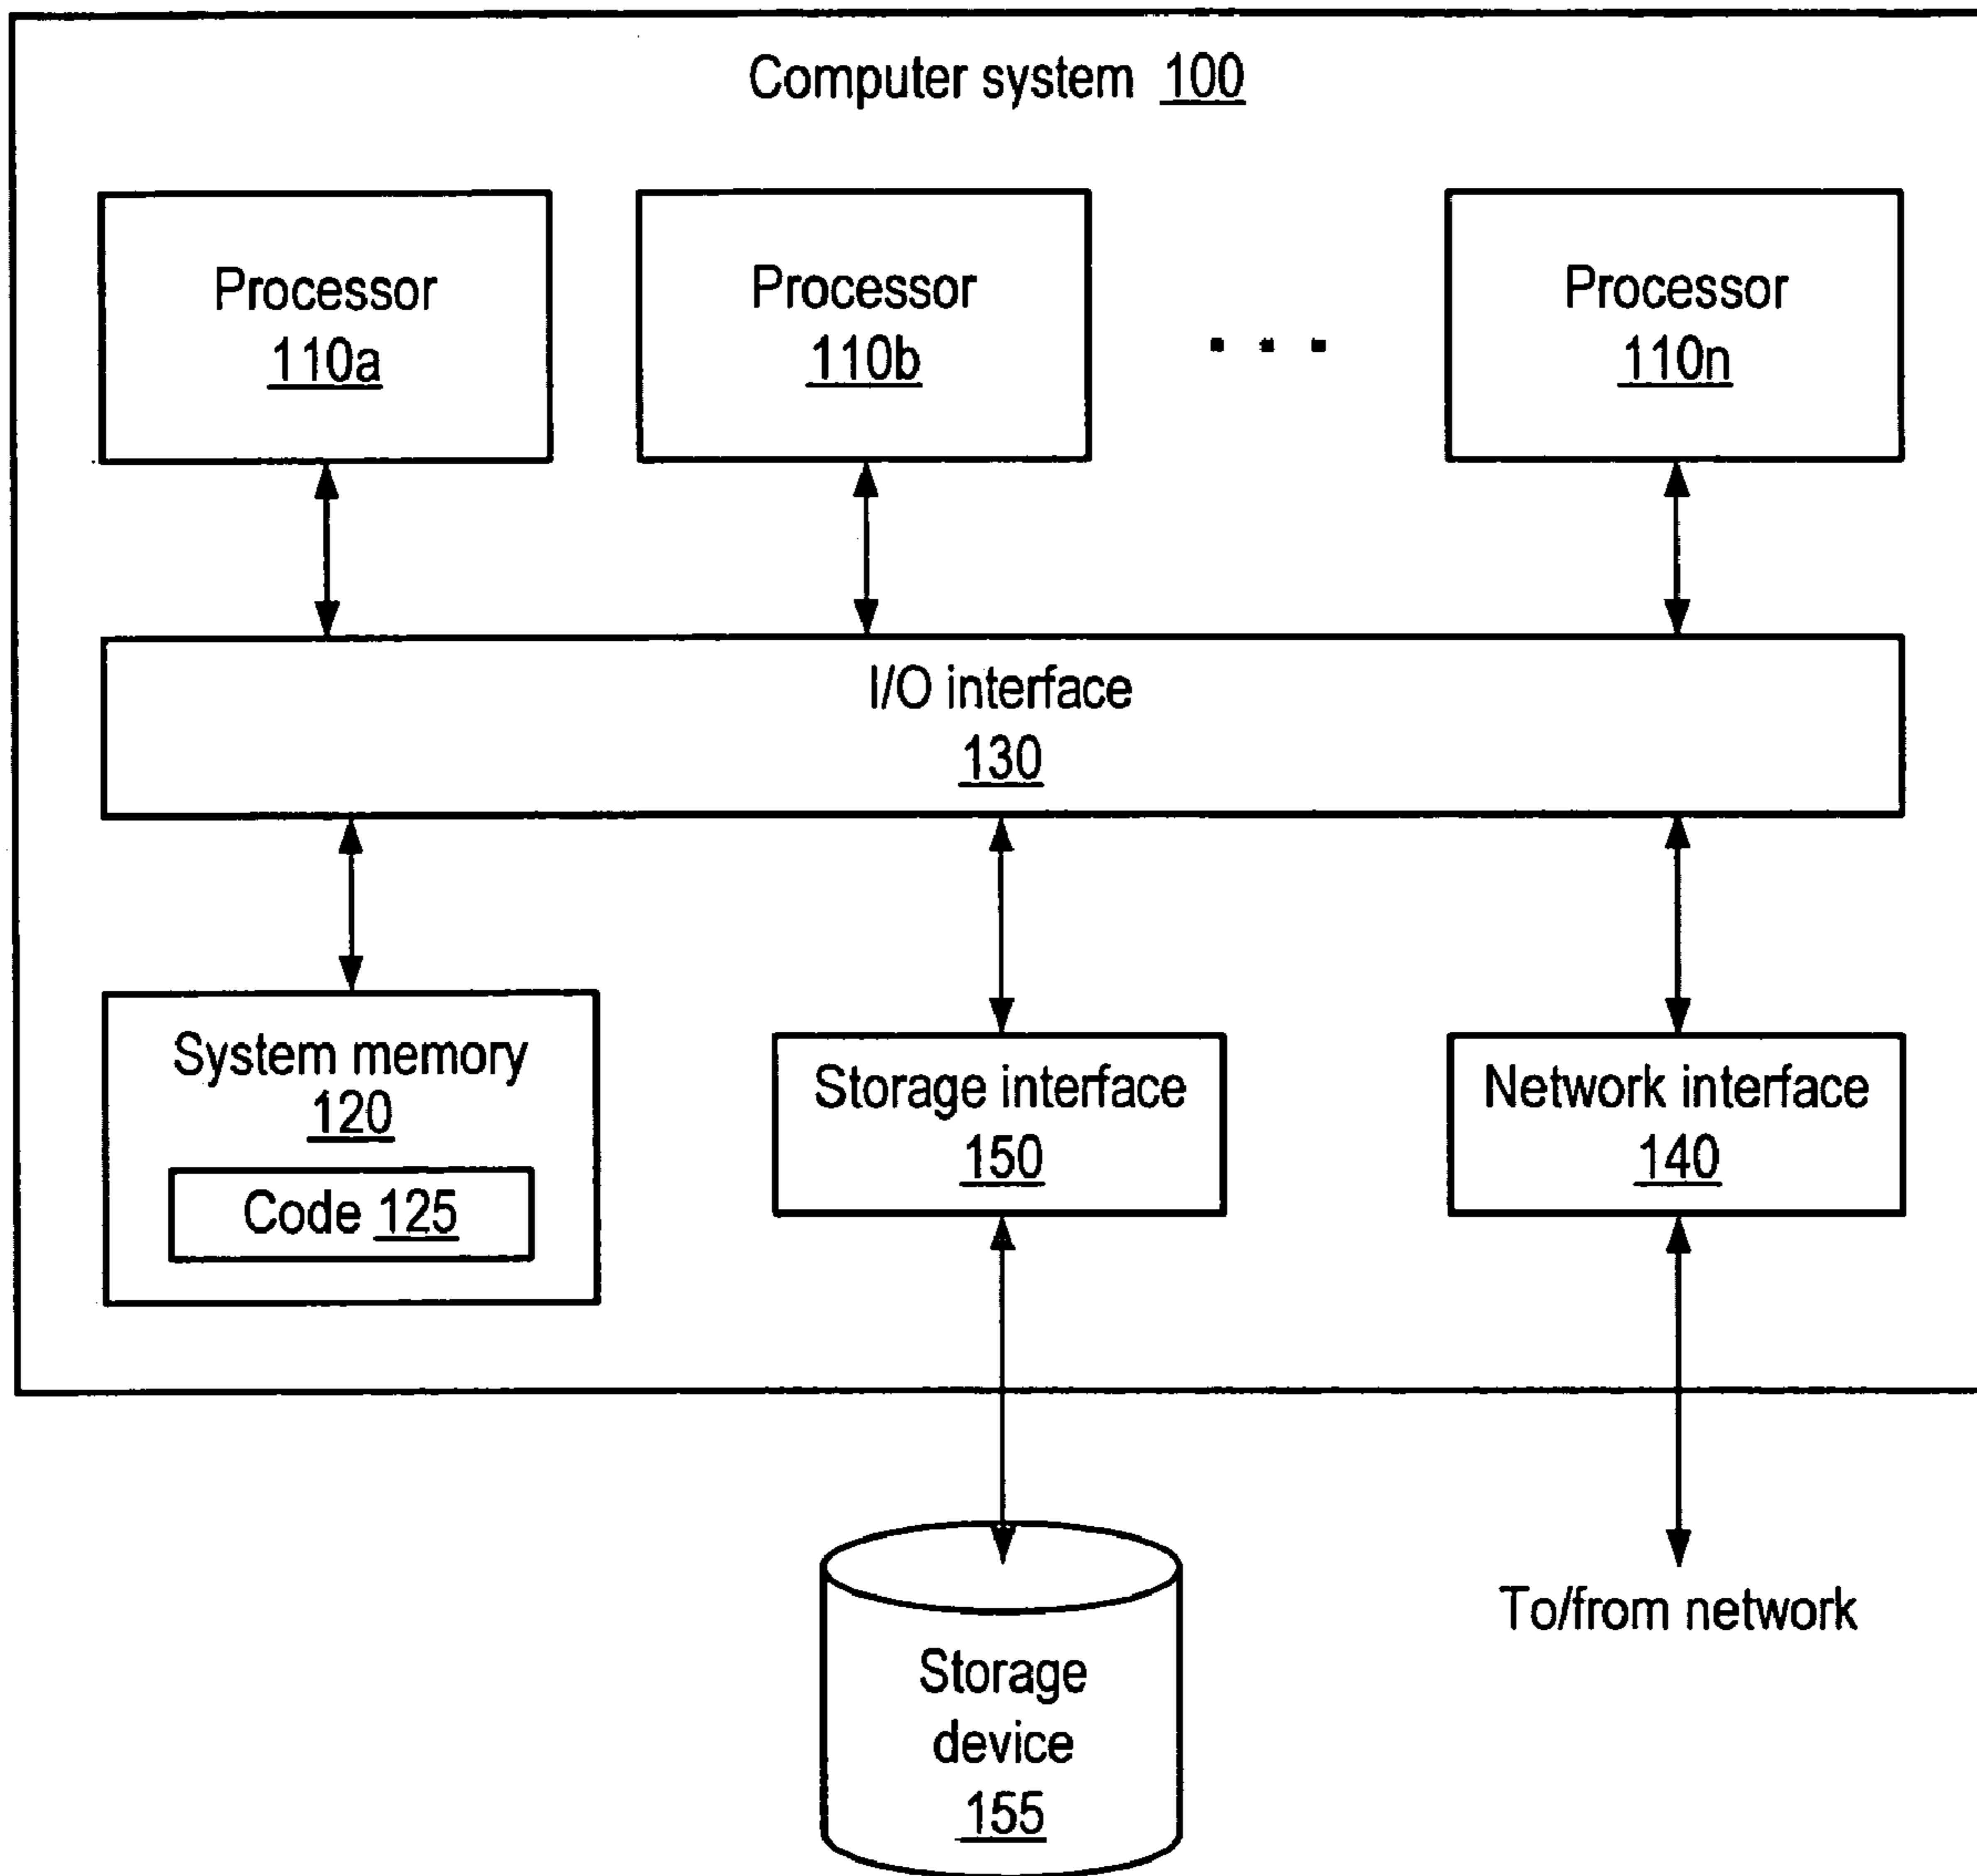 Computer system 100
Processor
110a
Processor
110b
. . .
Processor
110n
I/O interface
130
System memory
120
Code 125
Storage interface
150
Network interface
140
To/from network
Storage
device
155